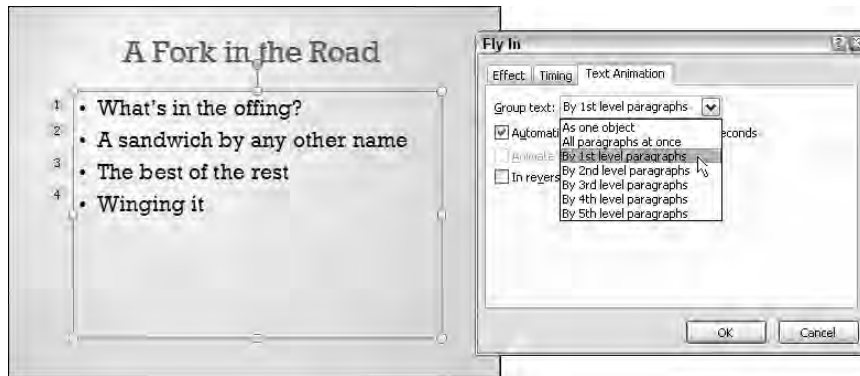 A Fork in the Road
1 • What's in the offing?
2 • A sandwich by any other name
3 • The best of the rest
4 • Winging it
Fly In
Effect Timing Text Animation
Group text: By 1st level paragraphs
As one object
Automati econds
All paragraphs at once
Animate
By 1st level paragraphs
By 2nd level paragraphs
In revers
By 3rd level paragraphs
By 4th level paragraphs
By 5th level paragraphs
OK Cancel